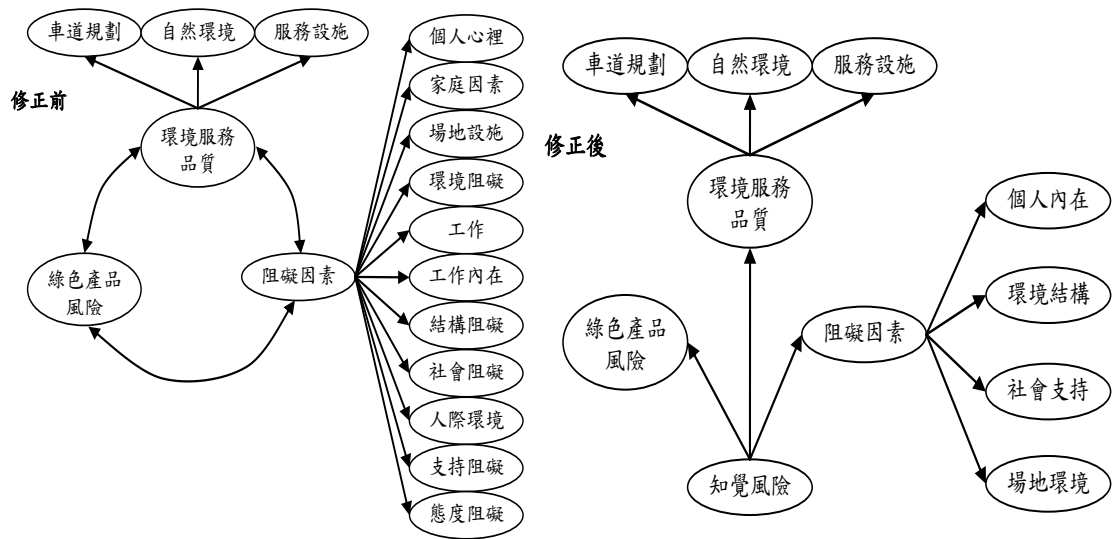 修正前
車道規劃
自然環境
服務設施
環境服務
品質
綠色產品
風險
阻礙因素
個人心裡
家庭因素
場地設施
環境阻礙
工作
工作內在
結構阻礙
社會阻礙
人際環境
支持阻礙
態度阻礙
修正後
車道規劃
自然環境
服務設施
環境服務
品質
綠色產品
風險
阻礙因素
知覺風險
個人內在
環境結構
社會支持
場地環境